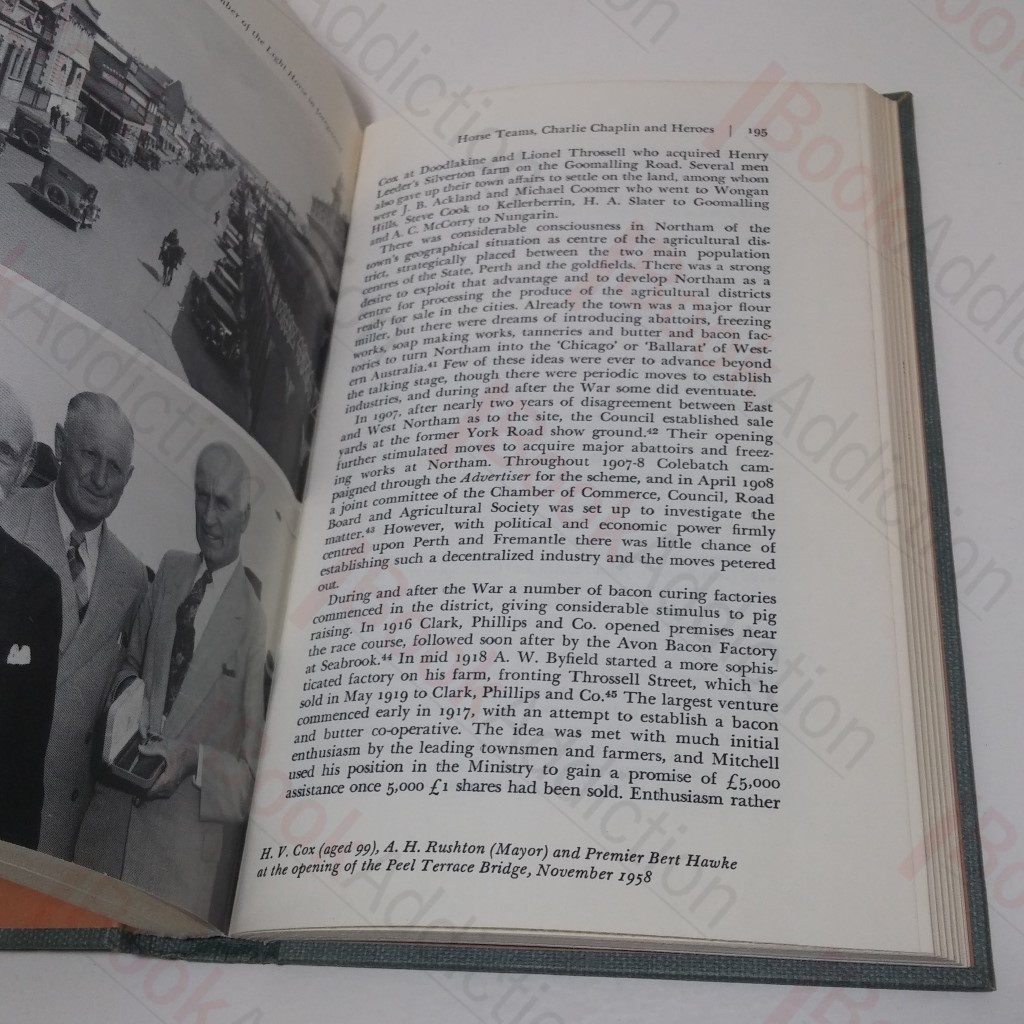 ber of the Light Horse in
Horse Teams, Charlie Chaplin and Heroes | 195
Cox at Doodlakine and Lionel Throssell who acquired Henry
Leeder's Silverton farm on the Goomalling Road. Several men
also gave up their town affairs to settle on the land, among whom
were J. B. Ackland and Michael Coomer who went to Wongan
Hills, Steve Cook to Kellerberrin, H. A. Slater to Goomalling
and A. C. McCorry to Nungarin.
There was considerable consciousness in Northam of the
town's geographical situation as centre of the agricultural dis-
trict, strategically placed between the two main population
centres of the State, Perth and the goldfields. There was a strong
desire to exploit that advantage and to develop Northam as a
centre for processing the produce of the agricultural districts
ready for sale in the cities. Already the town was a major flour
miller, but there were dreams of introducing abattoirs, freezing
works, soap making works, tanneries and butter and bacon fac-
tories to turn Northam into the 'Chicago' or 'Ballarat' of West-
ern Australia.⁴¹ Few of these ideas were ever to advance beyond
the talking stage, though there were periodic moves to establish
industries, and during and after the War some did eventuate.
In 1907, after nearly two years of disagreement between East
and West Northam as to the site, the Council established sale
yards at the former York Road show ground.⁴² Their opening
further stimulated moves to acquire major abattoirs and freez-
ing works at Northam. Throughout 1907-8 Colebatch cam-
paigned through the Advertiser for the scheme, and in April 1908
a joint committee of the Chamber of Commerce, Council, Road
Board and Agricultural Society was set up to investigate the
matter.⁴³ However, with political and economic power firmly
centred upon Perth and Fremantle there was little chance of
establishing such a decentralized industry and the moves petered
out.
During and after the War a number of bacon curing factories
commenced in the district, giving considerable stimulus to pig
raising. In 1916 Clark, Phillips and Co. opened premises near
the race course, followed soon after by the Avon Bacon Factory
at Seabrook.⁴⁴ In mid 1918 A. W. Byfield started a more sophis-
ticated factory on his farm, fronting Throssell Street, which he
sold in May 1919 to Clark, Phillips and Co.⁴⁵ The largest venture
commenced early in 1917, with an attempt to establish a bacon
and butter co-operative. The idea was met with much initial
enthusiasm by the leading townsmen and farmers, and Mitchell
used his position in the Ministry to gain a promise of £5,000
assistance once 5,000 £1 shares had been sold. Enthusiasm rather
H. V. Cox (aged 99), A. H. Rushton (Mayor) and Premier Bert Hawke
at the opening of the Peel Terrace Bridge, November 1958
Book Addiction